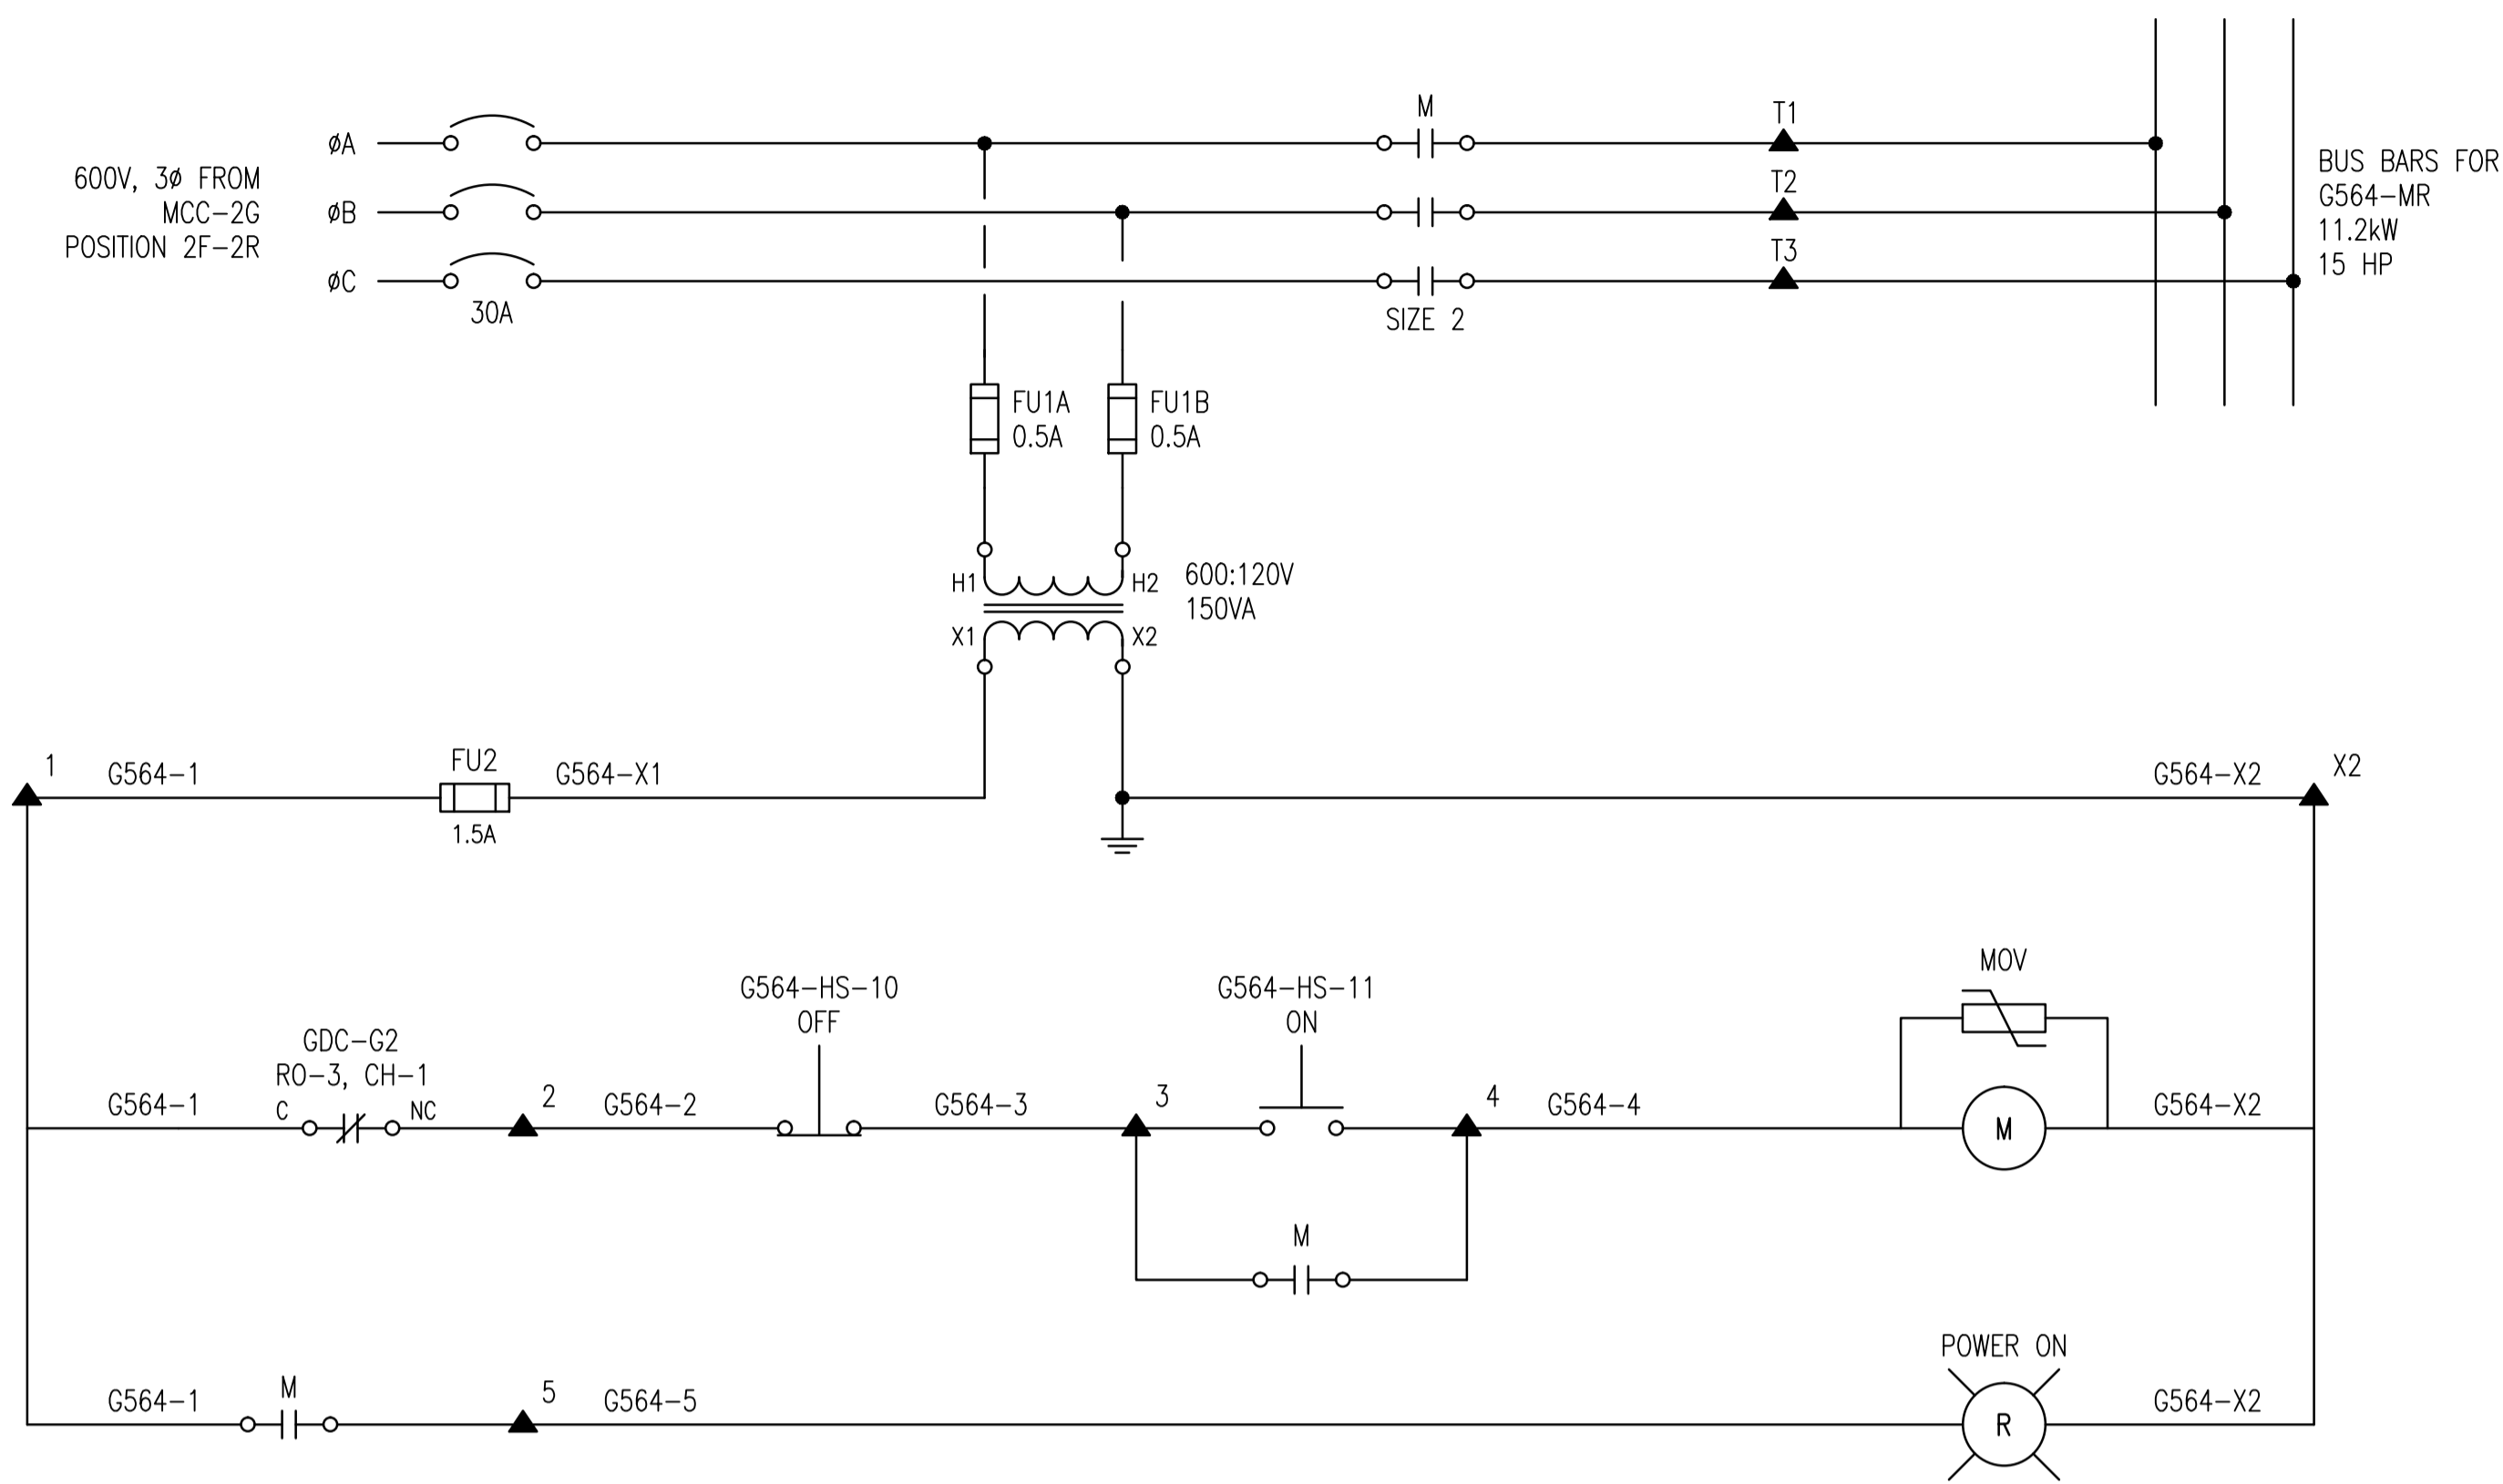 600V, 3ø FROM
MCC-2G
POSITION 2F-2R
øA
øB
øC
30A
M
SIZE 2
T1
T2
T3
BUS BARS FOR
G564-MR
11.2kW
15 HP
FU1A
0.5A
FU1B
0.5A
H1
H2
600:120V
150VA
X1
X2
1
G564-1
FU2
1.5A
G564-X1
G564-X2
X2
GDC-G2
RO-3, CH-1
G564-1
C
NC
2
G564-2
G564-HS-10
OFF
G564-3
3
G564-HS-11
ON
4
G564-4
MOV
M
G564-X2
M
G564-1
M
5
G564-5
POWER ON
R
G564-X2